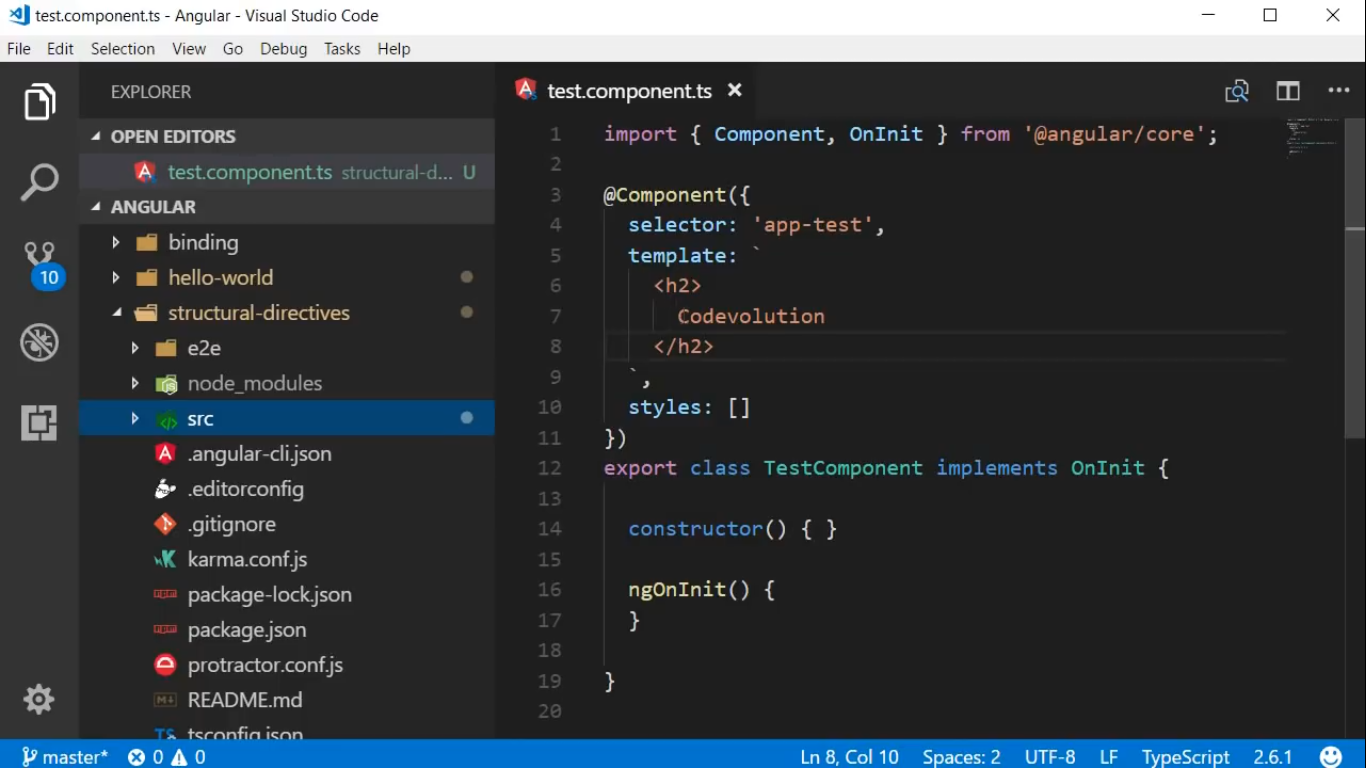 test.component.ts - Angular - Visual Studio Code
File Edit Selection View Go Debug Tasks Help
EXPLORER
OPEN EDITORS
test.component.ts structural-d... U
ANGULAR
binding
hello-world
structural-directives
e2e
node_modules
src
.angular-cli.json
.editorconfig
.gitignore
karma.conf.js
package-lock.json
package.json
protractor.conf.js
README.md
tsconfig.json
10
test.component.ts
1 import { Component, OnInit } from '@angular/core';
2
3 @Component({
4 selector: 'app-test',
5 template: `
6 <h2>
7 Codevolution
8 </h2>
9 `,
10 styles: []
11 })
12 export class TestComponent implements OnInit {
13
14 constructor() { }
15
16 ngOnInit() {
17 }
18
19 }
20
master* 0 0 Ln 8, Col 10 Spaces: 2 UTF-8 LF TypeScript 2.6.1